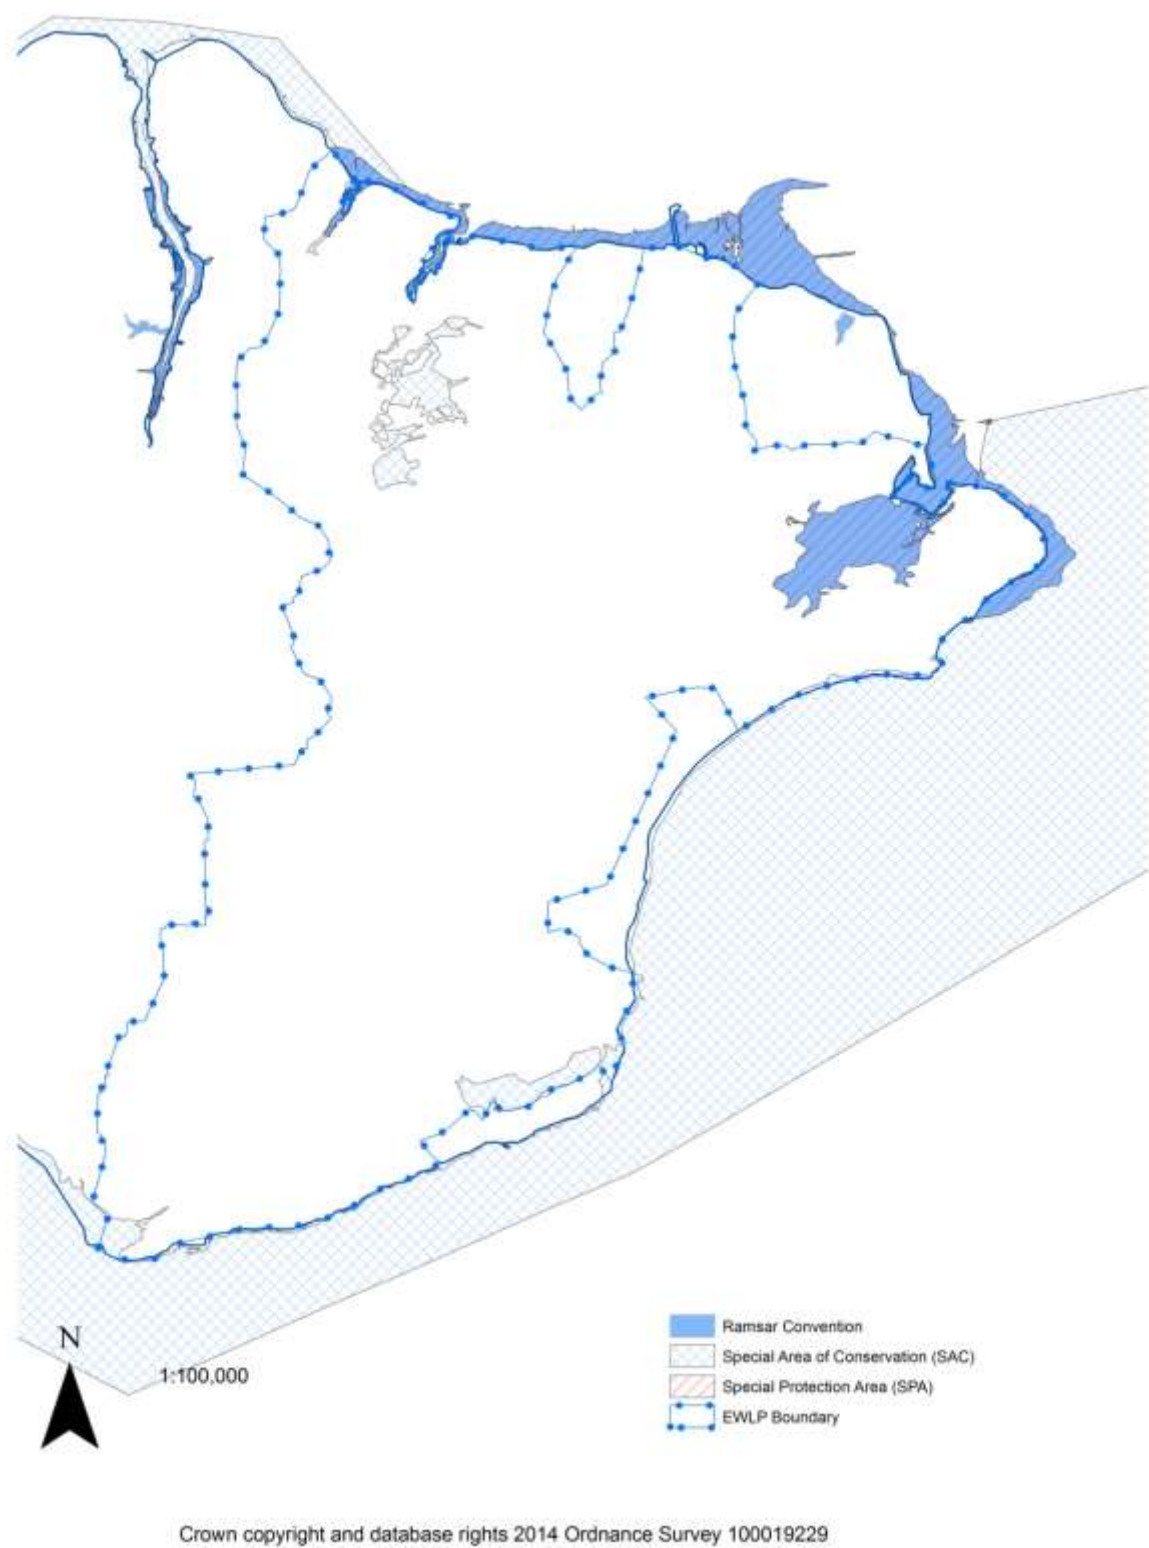 N
1:100,000
Ramsar Convention
Special Area of Conservation (SAC)
Special Protection Area (SPA)
EWLP Boundary
Crown copyright and database rights 2014 Ordnance Survey 100019229